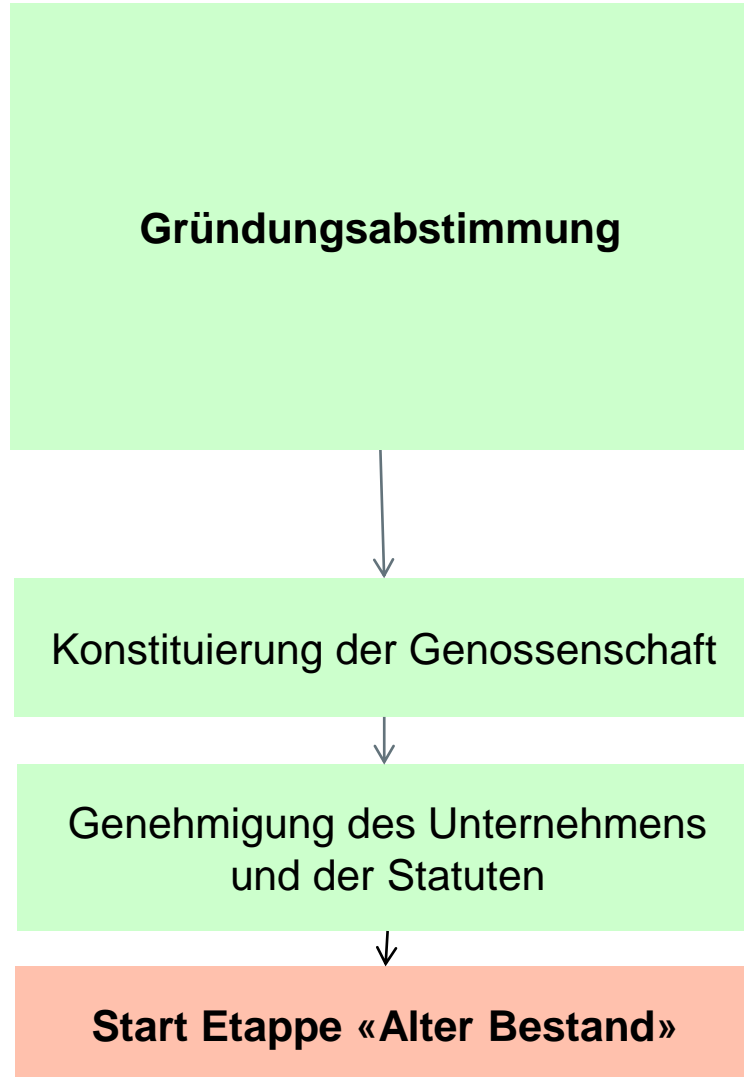 Gründungsabstimmung
Konstituierung der Genossenschaft
Genehmigung des Unternehmens
und der Statuten
Start Etappe «Alter Bestand»